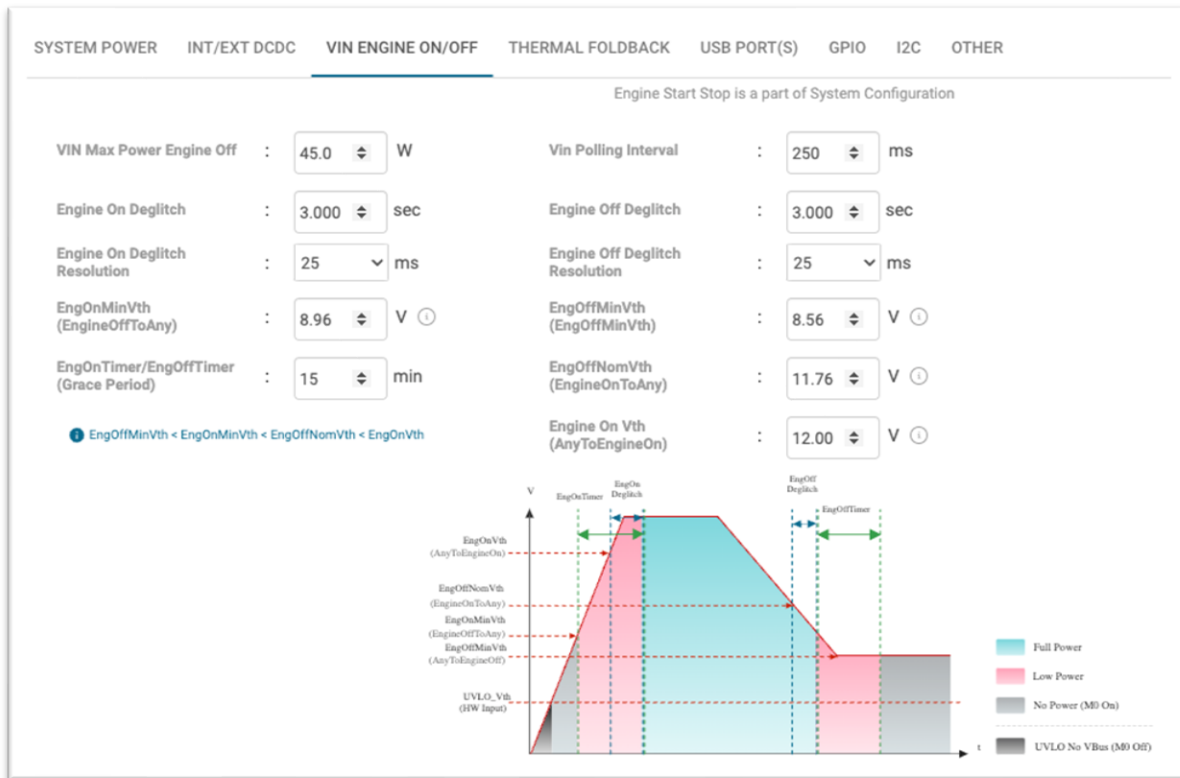 SYSTEM POWER INT/EXT DCDC VIN ENGINE ON/OFF THERMAL FOLDBACK USB PORT(S) GPIO I2C OTHER
Engine Start Stop is a part of System Configuration
VIN Max Power Engine Off : 45.0 W
Vin Polling Interval : 250 ms
Engine On Deglitch : 3.000 sec
Engine Off Deglitch : 3.000 sec
Engine On Deglitch
Resolution : 25 ms
Engine Off Deglitch
Resolution : 25 ms
EngOnMinVth
(EngineOffToAny) : 8.96 V
EngOffMinVth
(EngOffMinVth) : 8.56 V
EngOnTimer/EngOffTimer
(Grace Period) : 15 min
EngOffNomVth
(EngineOnToAny) : 11.76 V
EngOffMinVth < EngOnMinVth < EngOffNomVth < EngOnVth
Engine On Vth
(AnyToEngineOn) : 12.00 V
V
EngOnTimer
EngOn
Deglitch
EngOff
Deglitch
EngOffTimer
EngOnVth
(AnyToEngineOn)
EngOffNomVth
(EngineOnToAny)
EngOnMinVth
(EngineOffToAny)
EngOffMinVth
(AnyToEngineOff)
UVLO_Vth
(HW Input)
t
Full Power
Low Power
No Power (M0 On)
UVLO No VBus (M0 Off)